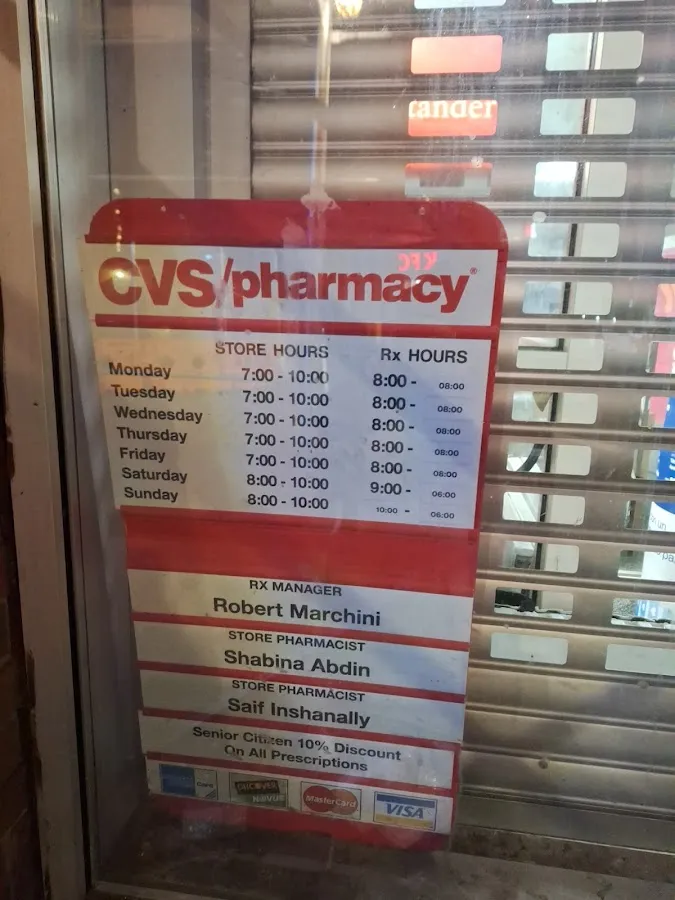 tander
CVS/pharmacy®
STORE HOURS Rx HOURS
Monday 7:00 - 10:00 8:00 - 08:00
Tuesday 7:00 - 10:00 8:00 - 08:00
Wednesday 7:00 - 10:00 8:00 - 08:00
Thursday 7:00 - 10:00 8:00 - 08:00
Friday 7:00 - 10:00 8:00 - 08:00
Saturday 8:00 - 10:00 9:00 - 06:00
Sunday 8:00 - 10:00 10:00 - 06:00
RX MANAGER
Robert Marchini
STORE PHARMACIST
Shabina Abdin
STORE PHARMACIST
Saif Inshanally
Senior Citizen 10% Discount
On All Prescriptions
Cards DISCOVER NOVUS MasterCard VISA